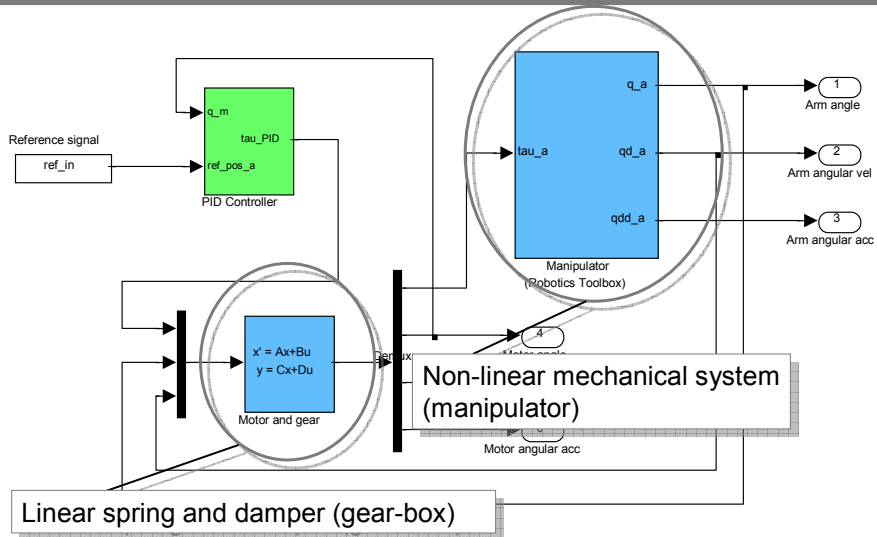 Reference signal
ref_in
q_m
tau_PID
ref_pos_a
PID Controller
tau_a
q_a
qd_a
qdd_a
Manipulator
(Robotics Toolbox)
1
Arm angle
2
Arm angular vel
3
Arm angular acc
x' = Ax+Bu
y = Cx+Du
Motor and gear
4
Motor angle
Non-linear mechanical system
(manipulator)
Motor angular acc
Linear spring and damper (gear-box)